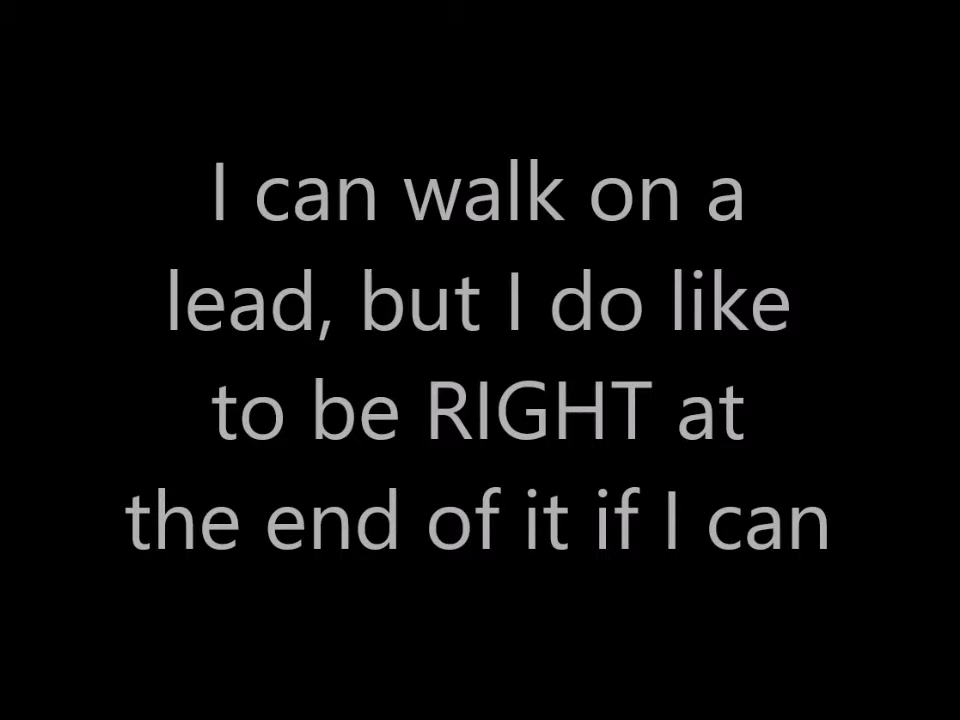 I can walk on a
lead, but I do like
to be RIGHT at
the end of it if I can